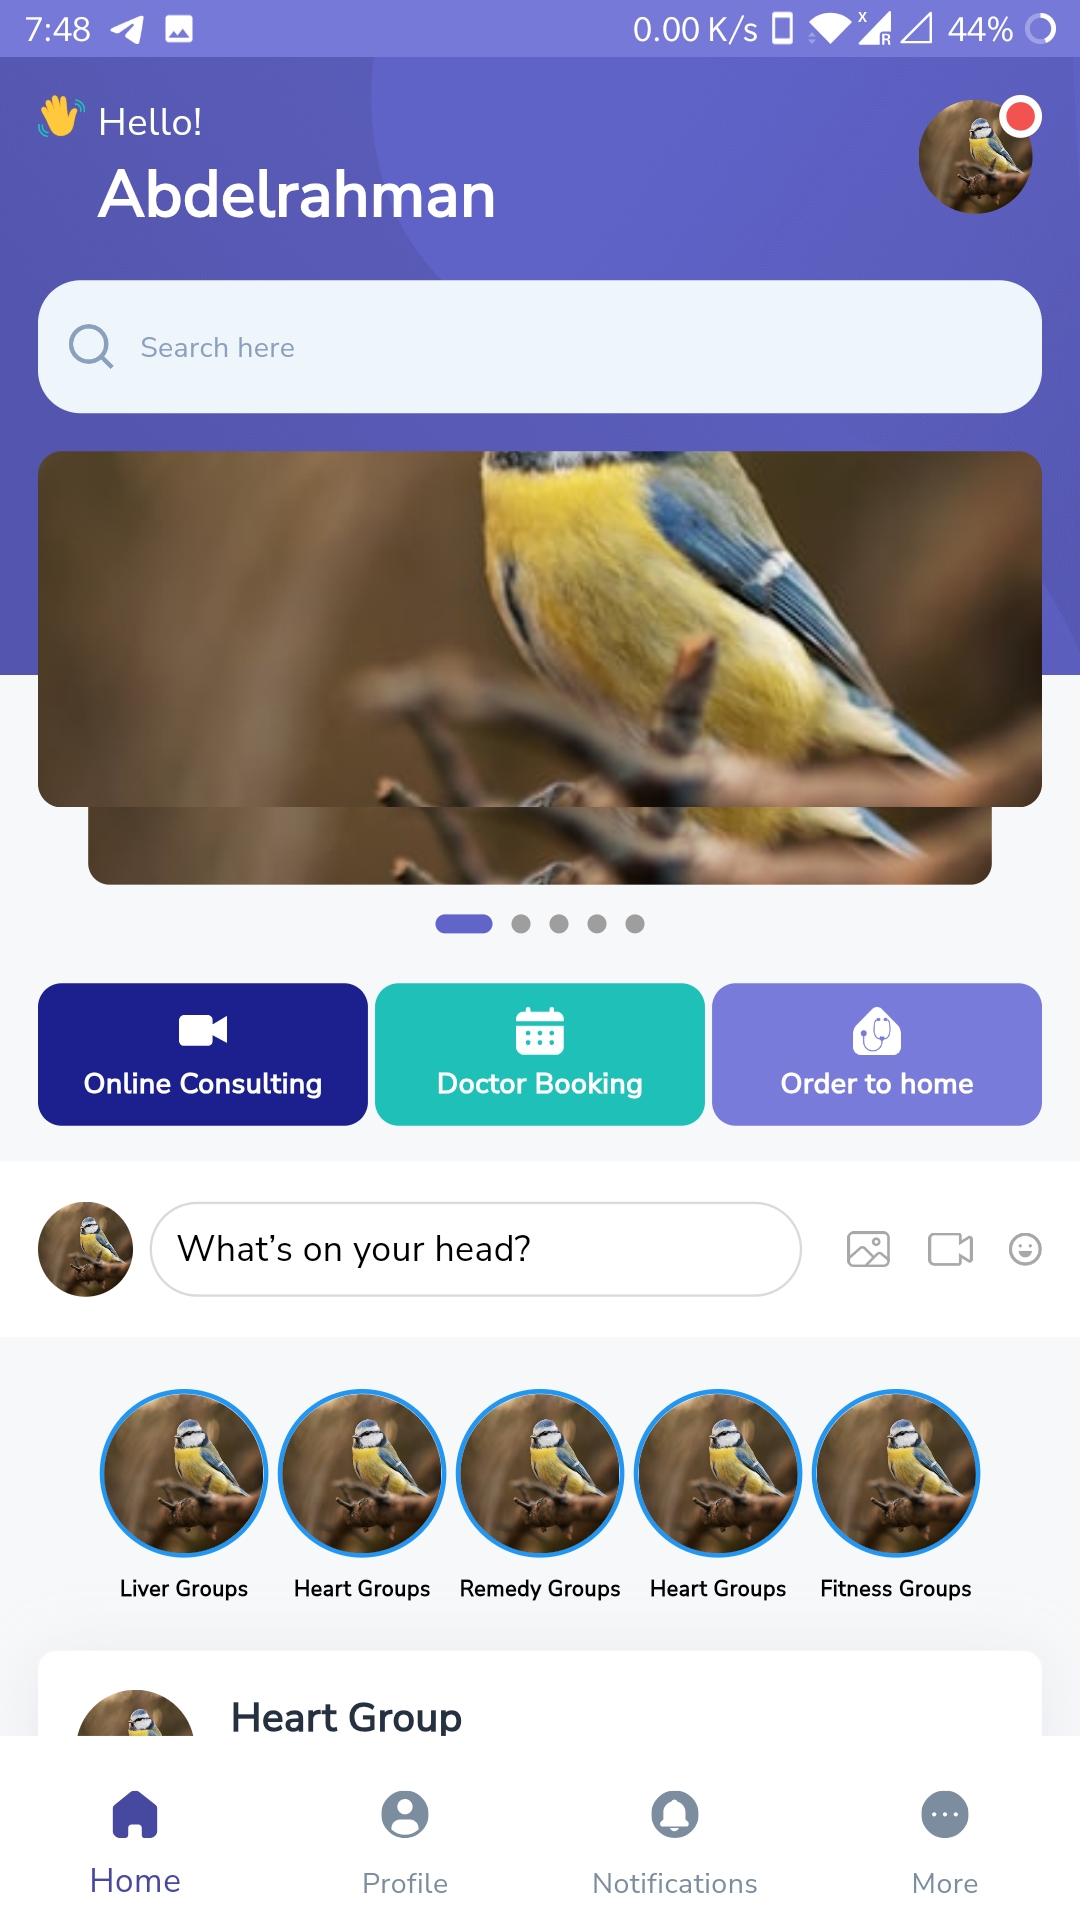 7:48
0.00 K/s
X
R
44%
Hello!
Abdelrahman
Search here
Online Consulting
Doctor Booking
Order to home
What’s on your head?
Liver Groups
Heart Groups
Remedy Groups
Heart Groups
Fitness Groups
Heart Group
Home
Profile
Notifications
More